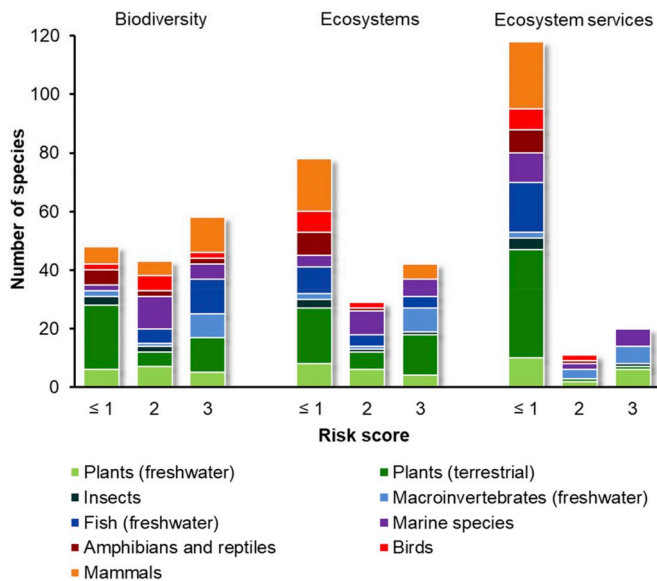 Biodiversity Ecosystems Ecosystem services
Number of species
120
100
80
60
40
20
0
≤ 1 2 3 ≤ 1 2 3 ≤ 1 2 3
Risk score
Plants (freshwater) Plants (terrestrial)
Insects Macroinvertebrates (freshwater)
Fish (freshwater) Marine species
Amphibians and reptiles Birds
Mammals